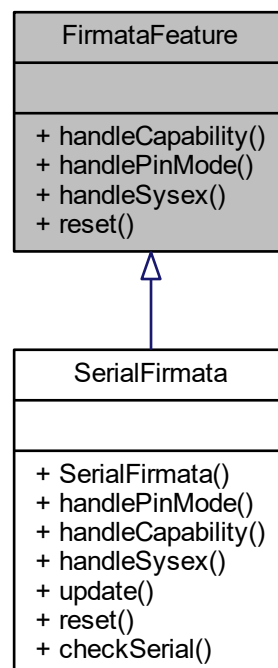 FirmataFeature
+ handleCapability()
+ handlePinMode()
+ handleSysex()
+ reset()
SerialFirmata
+ SerialFirmata()
+ handlePinMode()
+ handleCapability()
+ handleSysex()
+ update()
+ reset()
+ checkSerial()